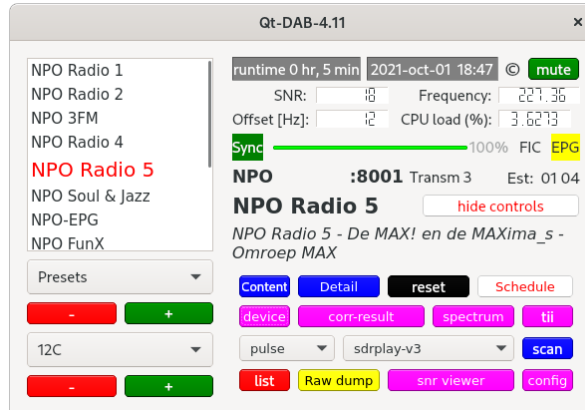 Qt-DAB-4.11 ×
NPO Radio 1
NPO Radio 2
NPO 3FM
NPO Radio 4
NPO Radio 5
NPO Soul & Jazz
NPO-EPG
NPO FunX
Presets
- +
12C
- +
runtime 0 hr, 5 min 2021-oct-01 18:47 © mute
SNR: 18 Frequency: 227.36
Offset [Hz]: 12 CPU load (%): 3.6273
Sync 100% FIC EPG
NPO :8001 Transm 3 Est: 01 04
NPO Radio 5 hide controls
NPO Radio 5 - De MAX! en de MAXima_s -
Omroep MAX
Content Detail reset Schedule
device corr-result spectrum tii
pulse sdrplay-v3 scan
list Raw dump snr viewer config